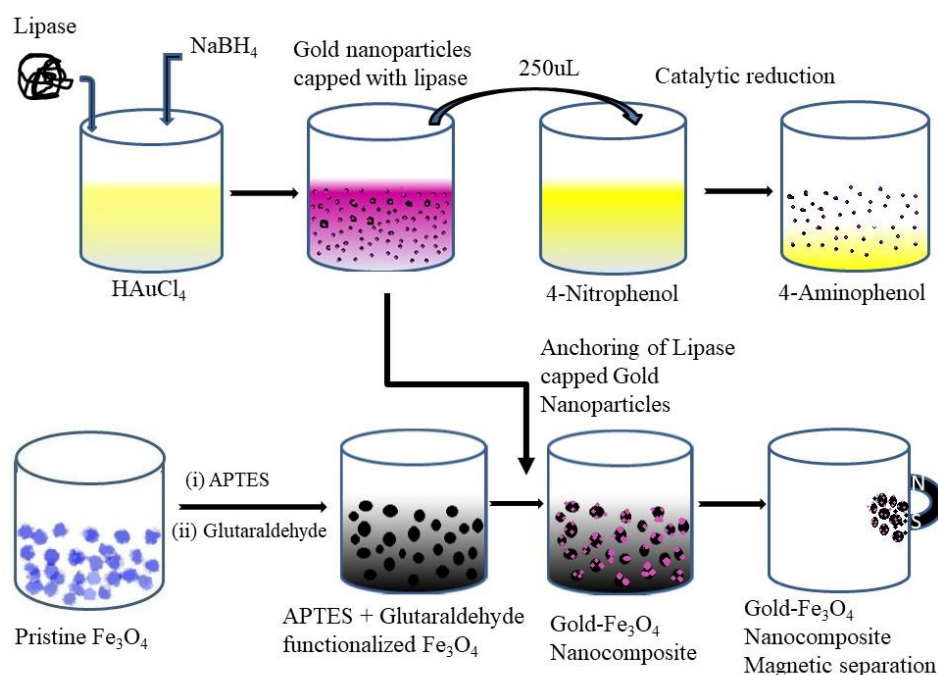 Lipase
NaBH₄
Gold nanoparticles
capped with lipase
250uL
Catalytic reduction
HAuCl₄
4-Nitrophenol
4-Aminophenol
Anchoring of Lipase
capped Gold
Nanoparticles
(i) APTES
(ii) Glutaraldehyde
N
S
Pristine Fe₃O₄
APTES + Glutaraldehyde
functionalized Fe₃O₄
Gold-Fe₃O₄
Nanocomposite
Gold-Fe₃O₄
Nanocomposite
Magnetic separation